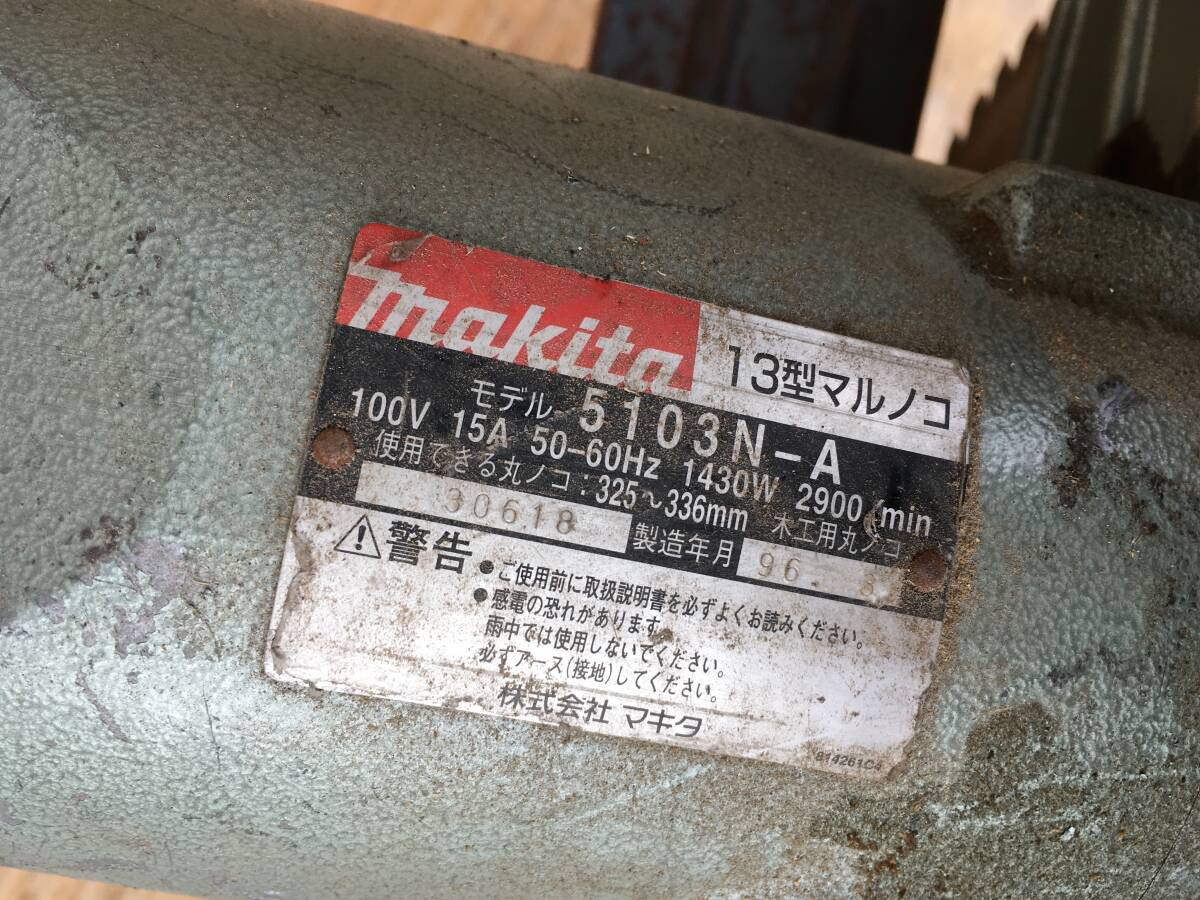 makita
13型マルノコ
モデル 5103N-A
100V 15A 50-60Hz 1430W 2900/min
使用できる丸ノコ:325~336mm 木工用丸ノコ
30618 製造年月 96. 8
⚠警告
●ご使用前に取扱説明書を必ずよくお読みください。
●感電の恐れがあります。
雨中では使用しないでください。
必ずアース(接地)してください。
株式会社 マキタ
814261C4